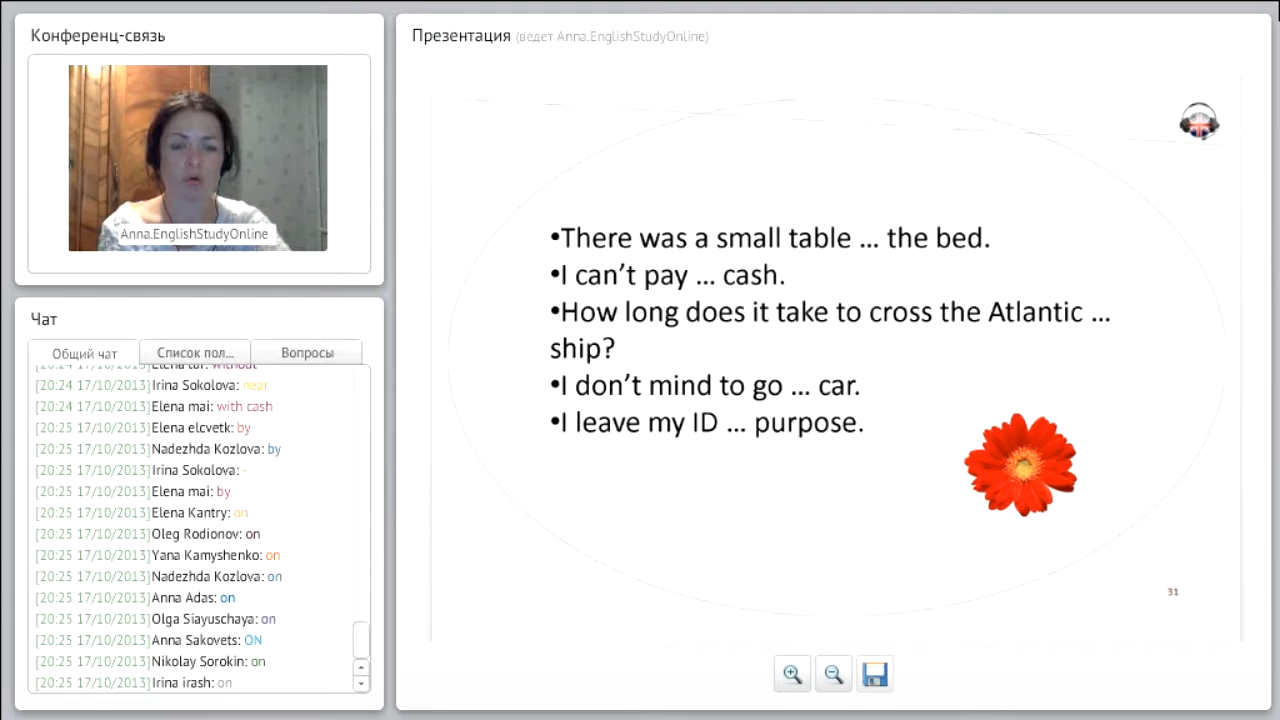 Конференц-связь
Anna.EnglishStudyOnline
Чат
Общий чат
Список пол...
Вопросы
[20:24 17/10/2013] without
[20:24 17/10/2013]Irina Sokolova: near
[20:24 17/10/2013]Elena mai: with cash
[20:25 17/10/2013]Elena elcvetk: by
[20:25 17/10/2013]Nadezhda Kozlova: by
[20:25 17/10/2013]Irina Sokolova: -
[20:25 17/10/2013]Elena mai: by
[20:25 17/10/2013]Elena Kantry: on
[20:25 17/10/2013]Oleg Rodionov: on
[20:25 17/10/2013]Yana Kamyshenko: on
[20:25 17/10/2013]Nadezhda Kozlova: on
[20:25 17/10/2013]Anna Adas: on
[20:25 17/10/2013]Olga Siayuschaya: on
[20:25 17/10/2013]Anna Sakovets: ON
[20:25 17/10/2013]Nikolay Sorokin: on
[20:25 17/10/2013]Irina irash: on
Презентация (ведет Anna.EnglishStudyOnline)
•There was a small table ... the bed.
•I can't pay ... cash.
•How long does it take to cross the Atlantic ...
ship?
•I don't mind to go ... car.
•I leave my ID ... purpose.
31